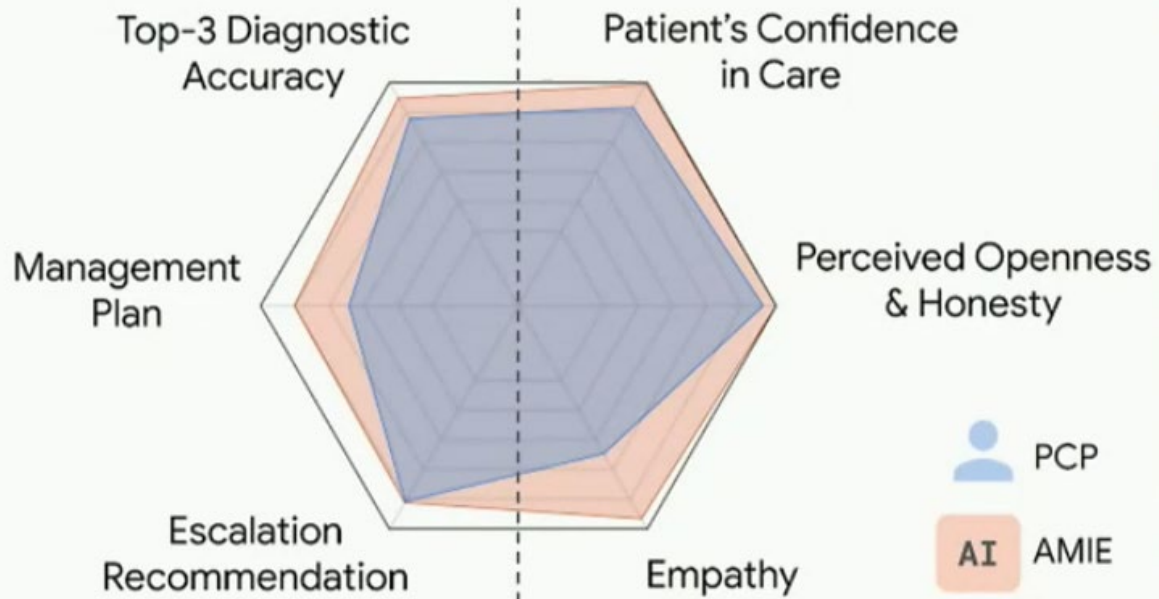 Top-3 Diagnostic
Accuracy
Patient's Confidence
in Care
Management
Plan
Perceived Openness
& Honesty
Escalation
Recommendation
Empathy
PCP
AI AMIE